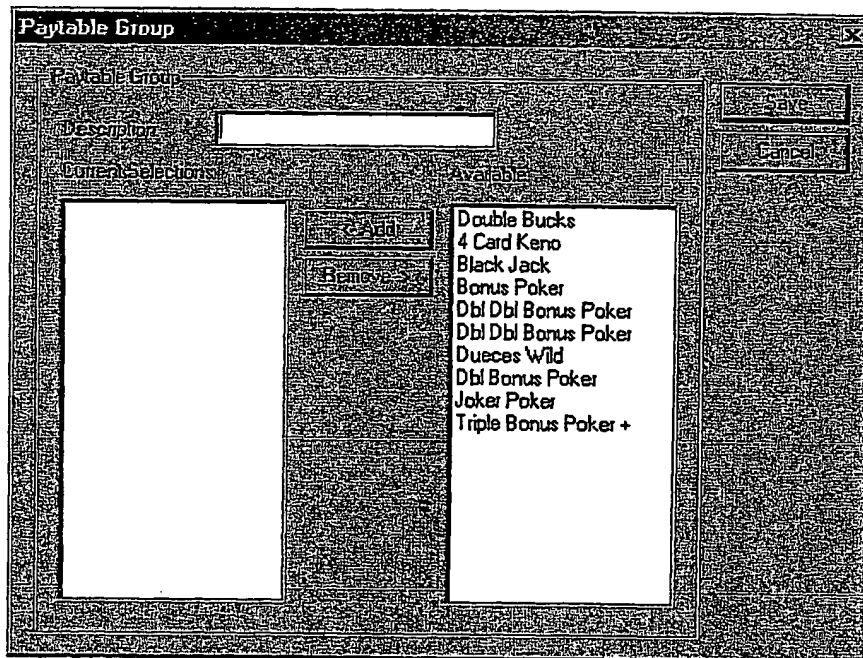 Paytable Group
Paytable Group
Save
Description
Cancel
Current Selections
Available
< Add
Remove >
Double Bucks
4 Card Keno
Black Jack
Bonus Poker
Dbl Dbl Bonus Poker
Dbl Dbl Bonus Poker
Dueces Wild
Dbl Bonus Poker
Joker Poker
Triple Bonus Poker +